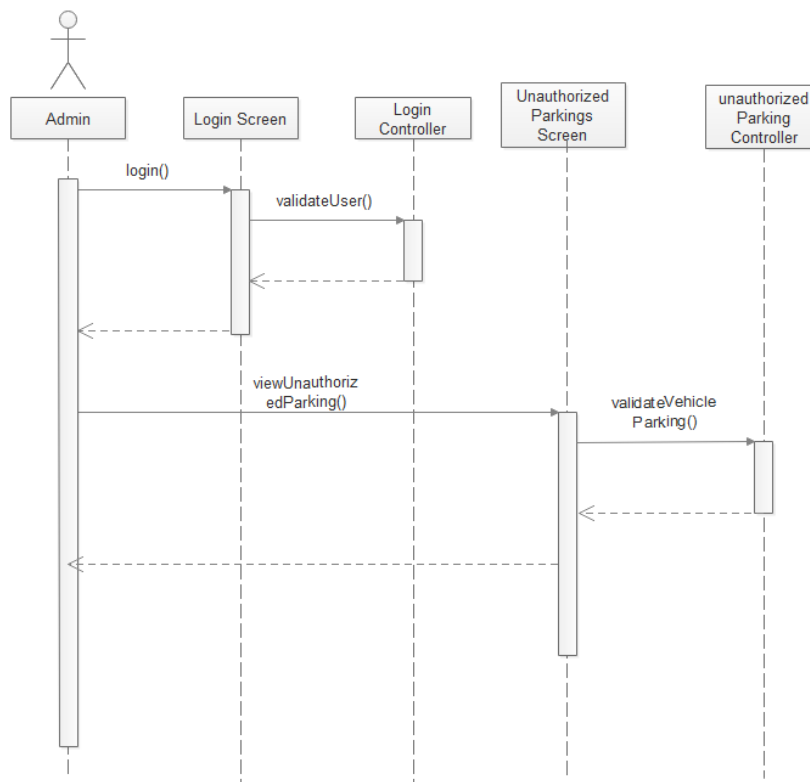 Admin
Login Screen
Login
Controller
Unauthorized
Parkings
Screen
unauthorized
Parking
Controller
login()
validateUser()
viewUnauthoriz
edParking()
validateVehicle
Parking()